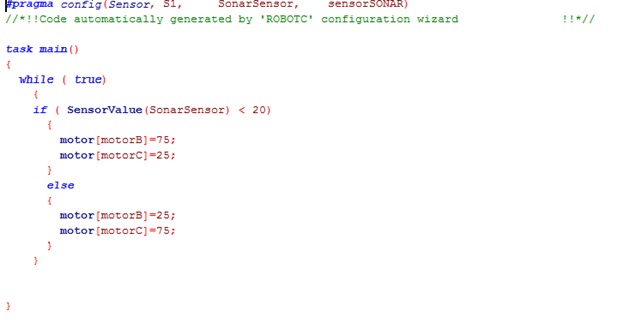 #pragma config(Sensor, S1,     SonarSensor,    sensorSONAR)
//*!!Code automatically generated by 'ROBOTC' configuration wizard               !!*//

task main()
{
  while ( true)
    {
    if ( SensorValue(SonarSensor) < 20)
      {
        motor[motorB]=75;
        motor[motorC]=25;
      }
      else
      {
        motor[motorB]=25;
        motor[motorC]=75;
      }
    }


}